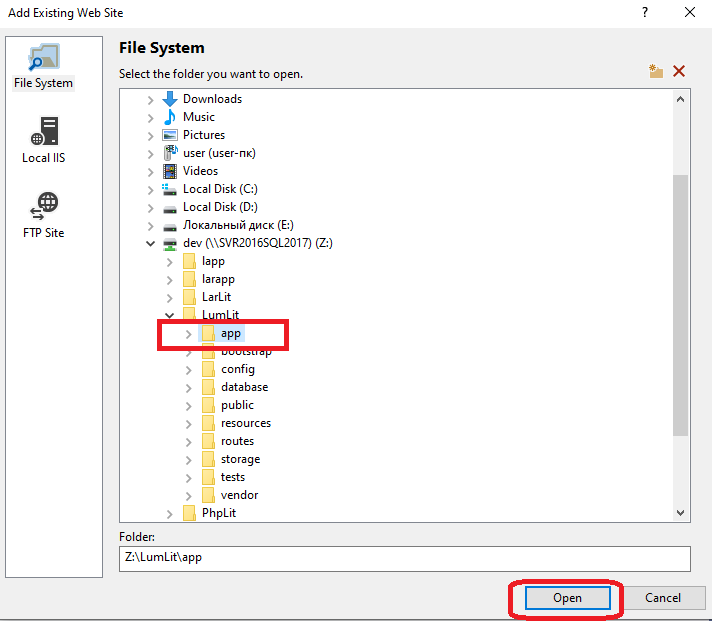 Add Existing Web Site
?
File System
Local IIS
FTP Site
File System
Select the folder you want to open.
Downloads
Music
Pictures
user (user-пк)
Videos
Local Disk (C:)
Local Disk (D:)
Локальный диск (E:)
dev (\\SVR2016SQL2017) (Z:)
lapp
larapp
LarLit
LumLit
app
bootstrap
config
database
public
resources
routes
storage
tests
vendor
PhpLit
Folder:
Z:\LumLit\app
Open
Cancel